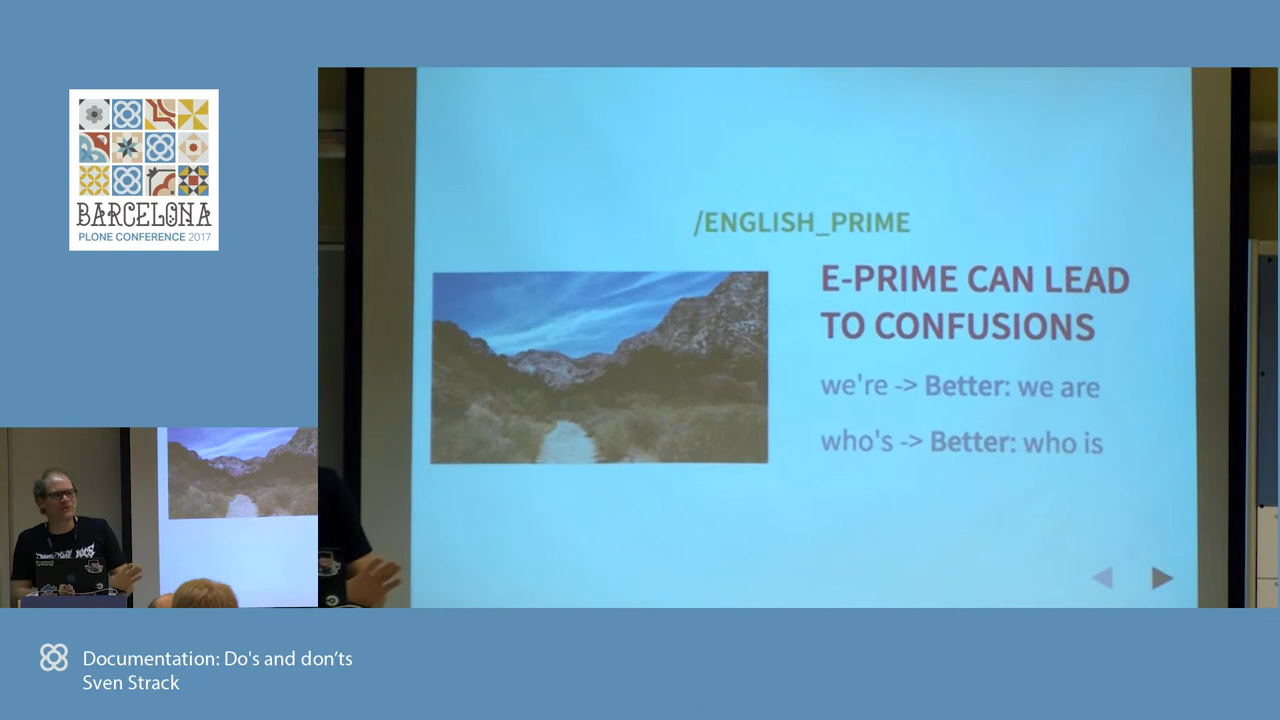 BARCELONA
PLONE CONFERENCE 2017
/ENGLISH_PRIME
E-PRIME CAN LEAD
TO CONFUSIONS
we're -> Better: we are
who's -> Better: who is
Documentation: Do's and don’ts
Sven Strack